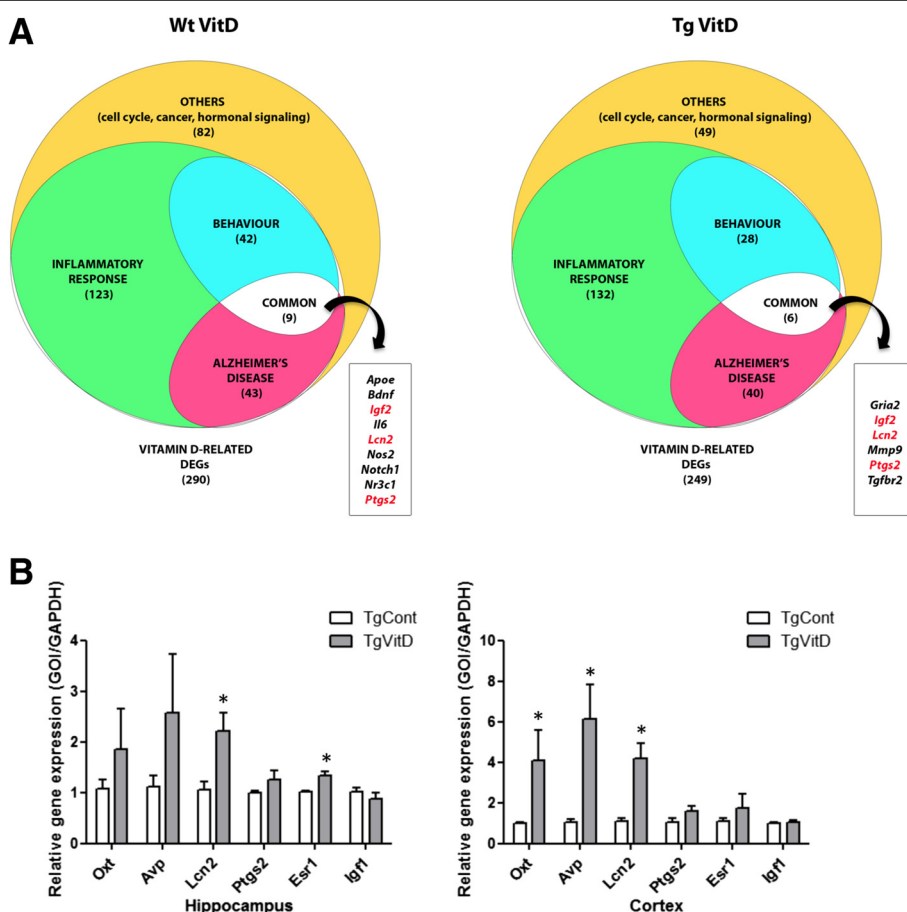 A
Wt VitD
OTHERS
(cell cycle, cancer, hormonal signaling)
(82)
BEHAVIOUR
(42)
INFLAMMATORY
RESPONSE
(123)
COMMON
(9)
ALZHEIMER'S
DISEASE
(43)
VITAMIN D-RELATED
DEGs
(290)
Apoe
Bdnf
Igf2
Il6
Lcn2
Nos2
Notch1
Nr3c1
Ptgs2
Tg VitD
OTHERS
(cell cycle, cancer, hormonal signaling)
(49)
BEHAVIOUR
(28)
INFLAMMATORY
RESPONSE
(132)
COMMON
(6)
ALZHEIMER'S
DISEASE
(40)
VITAMIN D-RELATED
DEGs
(249)
Gria2
Igf2
Lcn2
Mmp9
Ptgs2
Tgfbr2
B
Relative gene expression (GOI/GAPDH)
4
3
2
1
0
TgCont
TgVitD
*
*
Oxt
Avp
Lcn2
Ptgs2
Esr1
Igf1
Hippocampus
Relative gene expression (GOI/GAPDH)
10
8
6
4
2
0
TgCont
TgVitD
*
*
*
Oxt
Avp
Lcn2
Ptgs2
Esr1
Igf1
Cortex